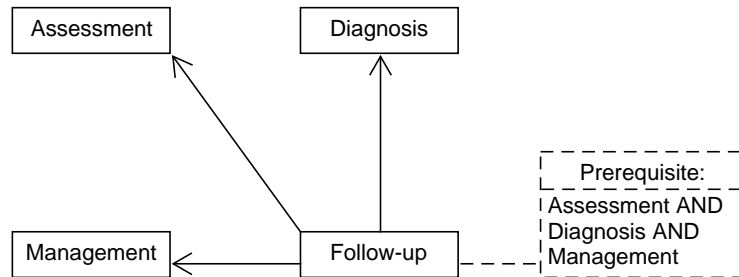 Assessment
Diagnosis
Management
Follow-up
Prerequisite:
Assessment AND
Diagnosis AND
Management